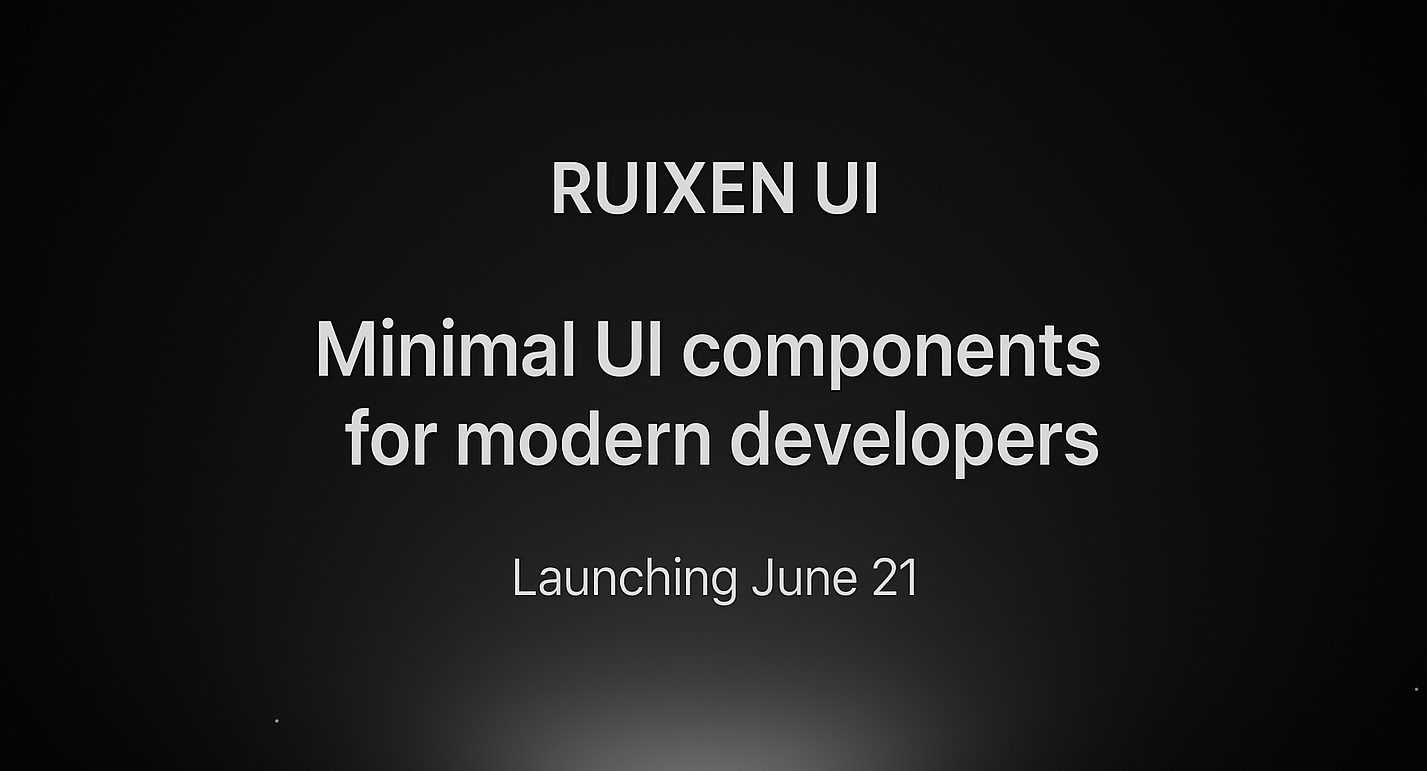 RUIXEN UI
Minimal UI components
for modern developers
Launching June 21